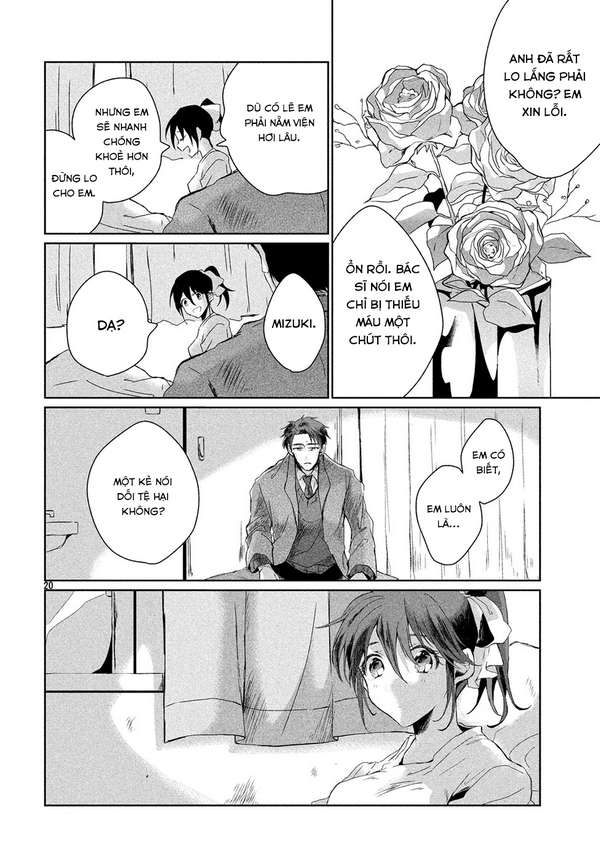 ANH ĐÃ RẤT
LO LẮNG PHẢI
KHÔNG? EM
XIN LỖI.
ỔN RỒI. BÁC
SĨ NÓI EM
CHỈ BỊ THIẾU
MÁU MỘT
CHÚT THÔI.
DÙ CÓ LẼ EM
PHẢI NẰM VIỆN
HƠI LÂU.
NHƯNG EM
SẼ NHANH
CHÓNG
KHOẺ HƠN
THÔI,
ĐỪNG LO
CHO EM.
MIZUKI.
DẠ?
EM CÓ
BIẾT,
EM LUÔN
LÀ...
MỘT KẺ NÓI
DỐI TỆ HẠI
KHÔNG?
20